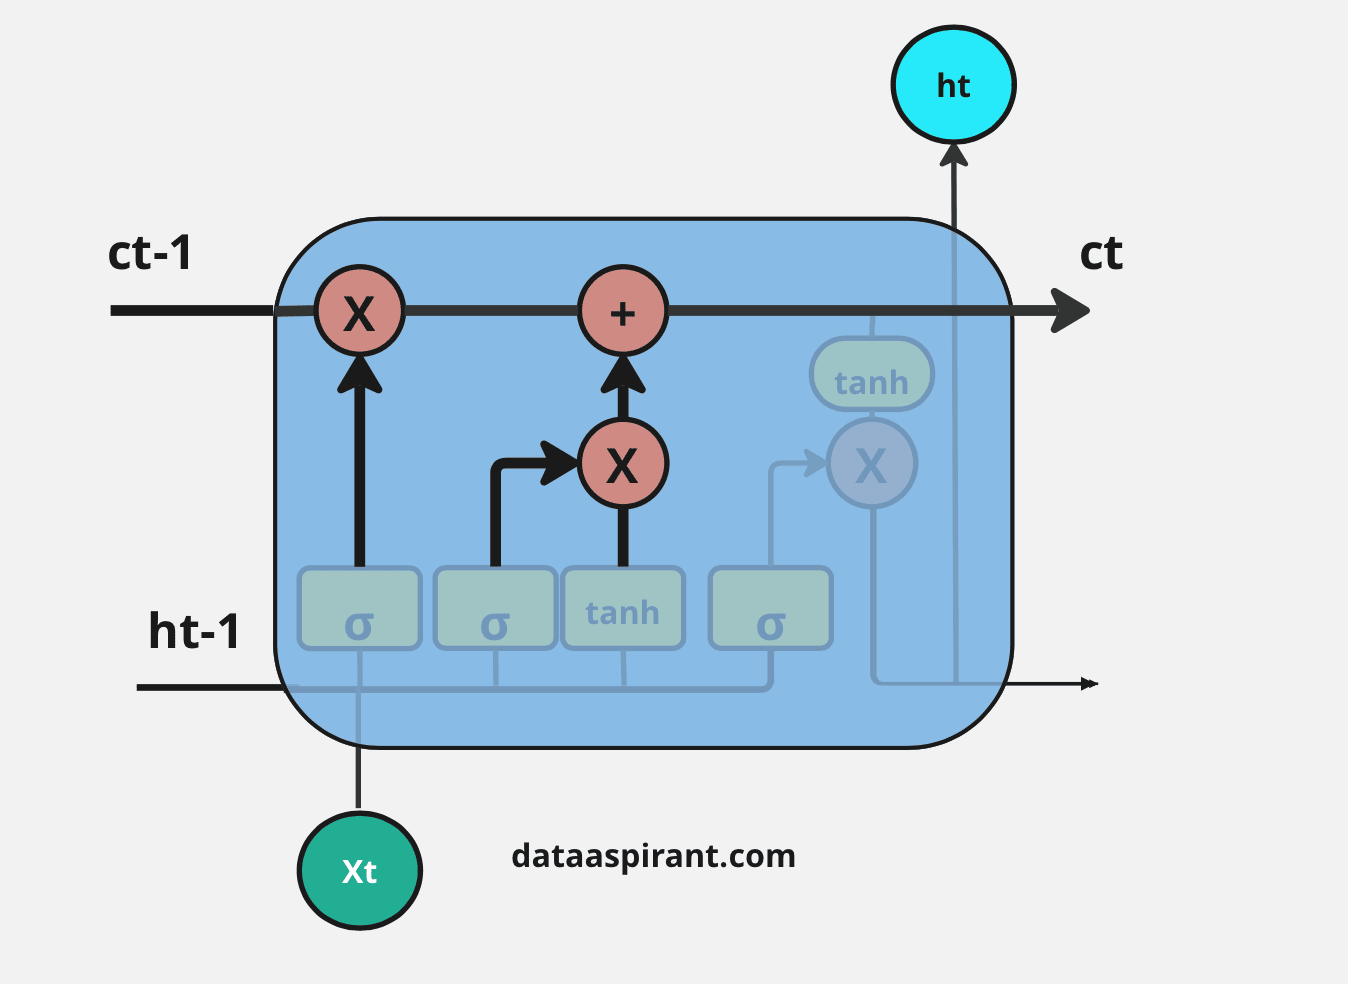 ht
ct-1
ct
X
+
tanh
X
X
σ
σ
tanh
σ
ht-1
Xt
dataaspirant.com